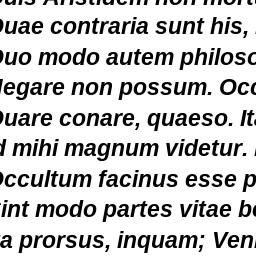 Quae contraria sunt his,
Quo modo autem philoso
Negare non possum. Occ
Quare conare, quaeso. Ita
d mihi magnum videtur.
Occultum facinus esse p
int modo partes vitae be
a prorsus, inquam; Veni